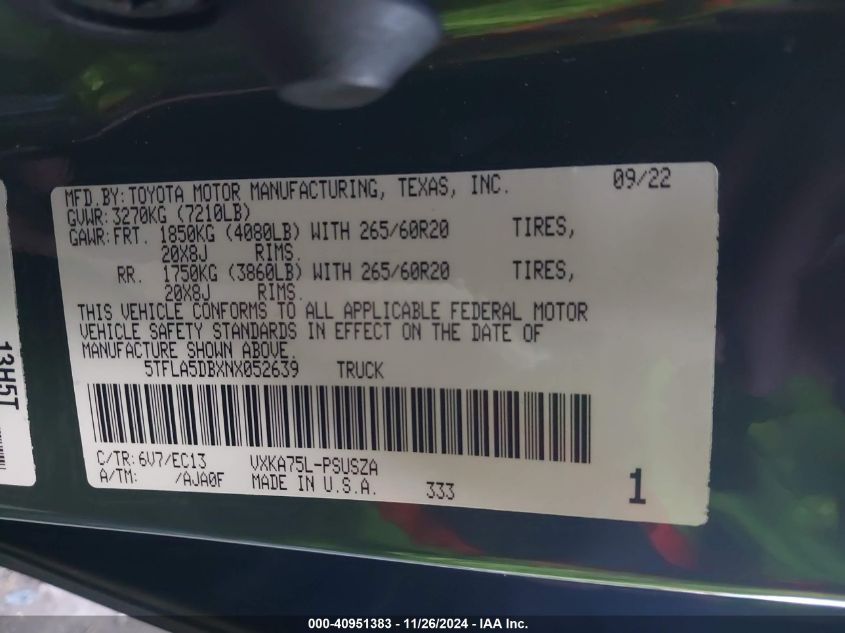 MFD.BY:TOYOTA MOTOR MANUFACTURING, TEXAS, INC. 09/22
GVWR:3270KG (7210LB)
GAWR:FRT. 1850KG (4080LB) WITH 265/60R20 TIRES,
20X8J RIMS.
RR. 1750KG (3860LB) WITH 265/60R20 TIRES,
20X8J RIMS.
THIS VEHICLE CONFORMS TO ALL APPLICABLE FEDERAL MOTOR
VEHICLE SAFETY STANDARDS IN EFFECT ON THE DATE OF
MANUFACTURE SHOWN ABOVE.
5TFLA5DBXNX052639 TRUCK
C/TR:6V7/EC13 VXKA75L-PSUSZA
A/TM: /AJA0F MADE IN U.S.A. 333 1
13H5T
000-40951383 - 11/26/2024 - IAA Inc.